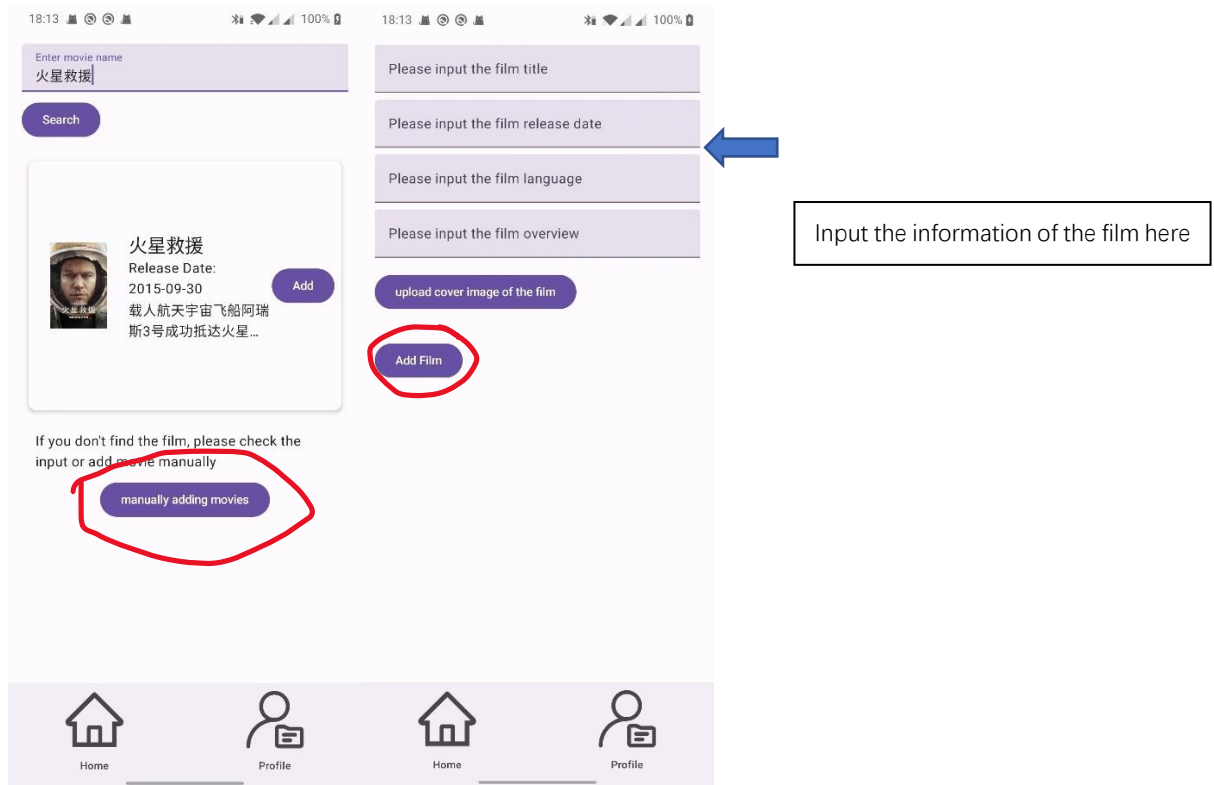 18:13 100%
Enter movie name
火星救援
Search
火星救援
火星救援
Release Date:
2015-09-30
载人航天宇宙飞船阿瑞
斯3号成功抵达火星...
Add
If you don't find the film, please check the
input or add movie manually
manually adding movies
Home Profile
18:13 100%
Please input the film title
Please input the film release date
Please input the film language
Please input the film overview
upload cover image of the film
Add Film
Home Profile
Input the information of the film here